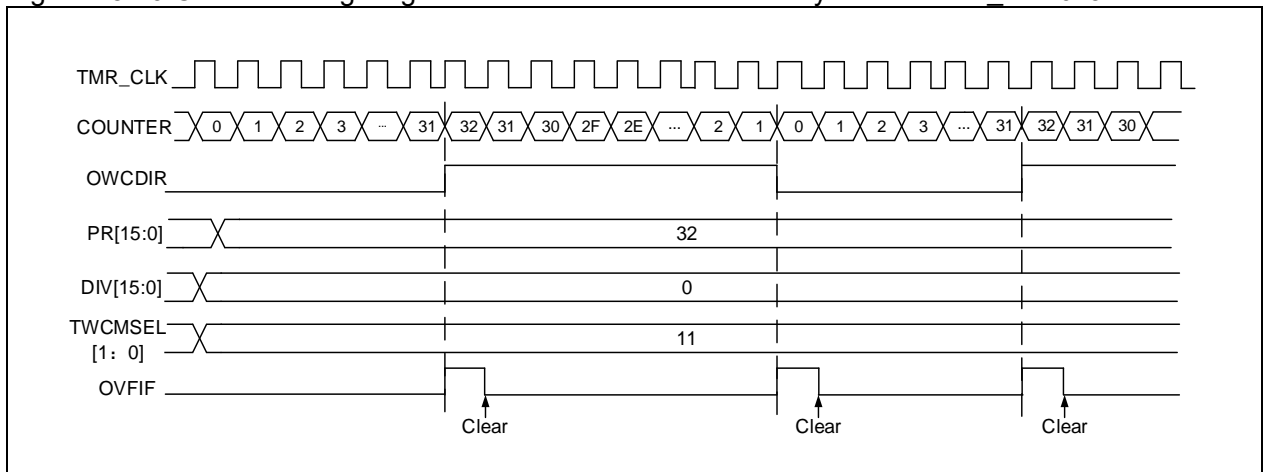 TMR_CLK
COUNTER 0 1 2 3 ... 31 32 31 30 2F 2E ... 2 1 0 1 2 3 ... 31 32 31 30
OWCDIR
PR[15:0] 32
DIV[15:0] 0
TWCMSEL
[1：0] 11
OVFIF
Clear Clear Clear